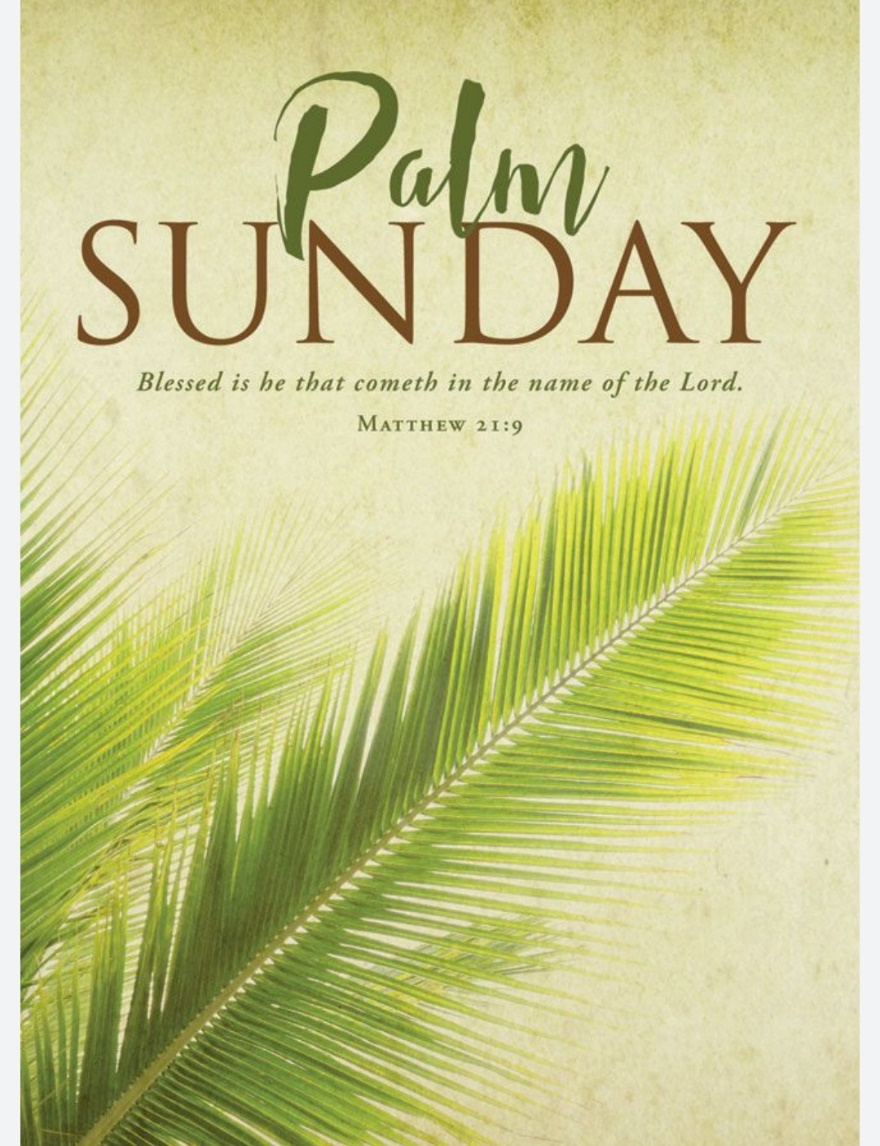 Palm
SUNDAY
Blessed is he that cometh in the name of the Lord.
Matthew 21:9